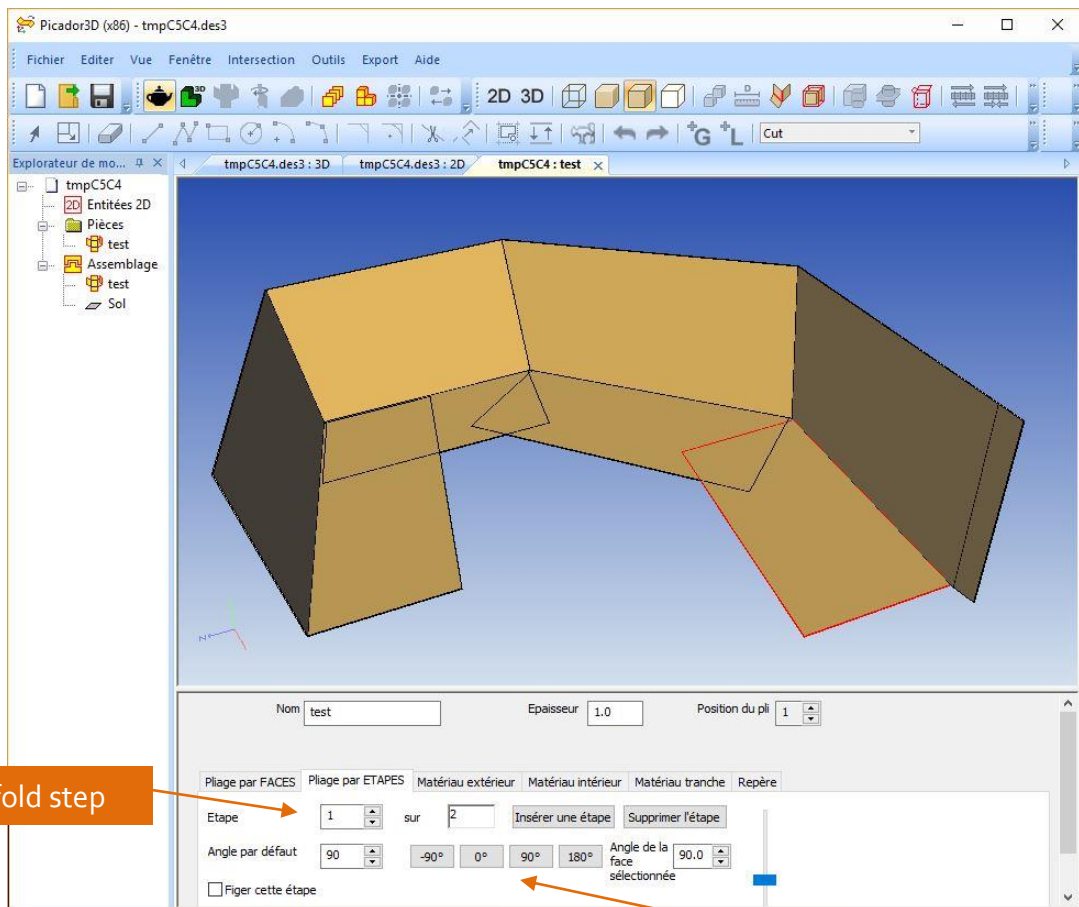 Picador3D (x86) - tmpC5C4.des3
Fichier Editer Vue Fenêtre Intersection Outils Export Aide
3D 2D 3D
+G +L Cut
Explorateur de mo... tmpC5C4.des3 : 3D tmpC5C4.des3 : 2D tmpC5C4 : test
tmpC5C4
2D Entitées 2D
Pièces
test
Assemblage
test
Sol
Nom test Epaisseur 1.0 Position du pli 1
Pliage par FACES Pliage par ETAPES Matériau extérieur Matériau intérieur Matériau tranche Repère
fold step
Etape 1 sur 2 Insérer une étape Supprimer l'étape
Angle par défaut 90 -90° 0° 90° 180° Angle de la face sélectionnée 90.0
Figer cette étape